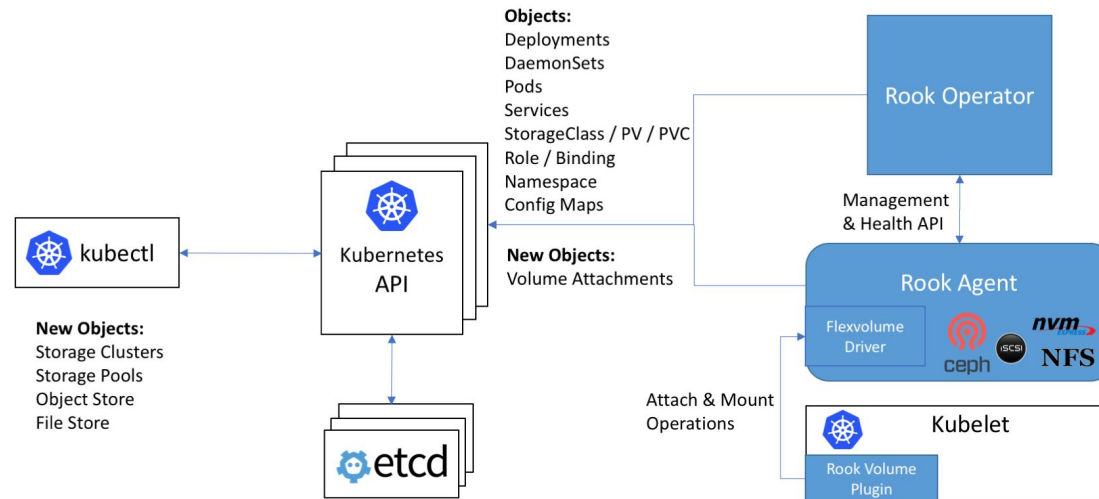 Objects:
Deployments
DaemonSets
Pods
Services
StorageClass / PV / PVC
Role / Binding
Namespace
Config Maps
Rook Operator
Management
& Health API
kubectl
Kubernetes
API
New Objects:
Volume Attachments
Rook Agent
Flexvolume
Driver
ceph
iSCSI
nvm
EXPRESS
NFS
New Objects:
Storage Clusters
Storage Pools
Object Store
File Store
etcd
Attach & Mount
Operations
Kubelet
Rook Volume
Plugin